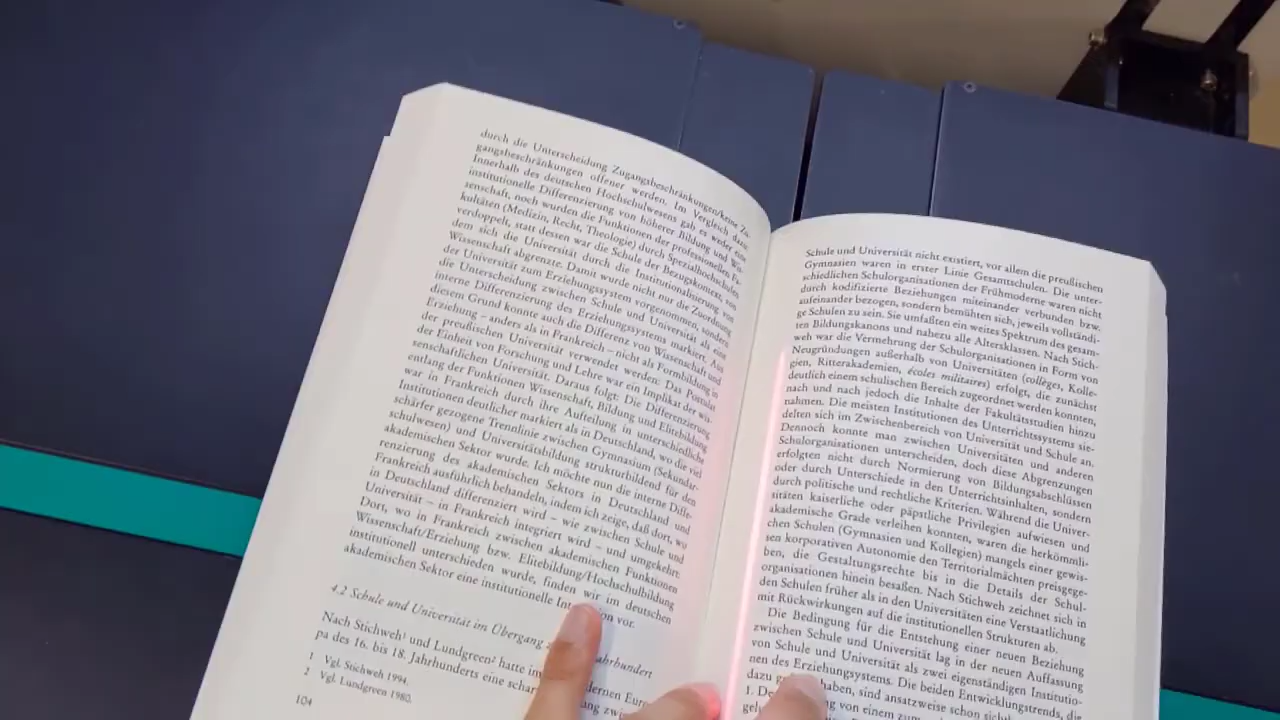 durch die Unterscheidung Zugangsbeschränkungen/keine Zu-
gangsbeschränkungen offener werden. Im Vergleich dazu
Innerhalb des deutschen Hochschulwesens gab es weder eine
institutionelle Differenzierung von höherer Bildung und Wis-
senschaft, noch wurden die Funktionen der professionellen Fa-
kultäten (Medizin, Recht, Theologie) durch Spezialhochschulen
verdoppelt, statt dessen war die Schule der Bezugskontext, von
dem sich die Universität durch die Institutionalisierung von
Wissenschaft abgrenzte. Damit wurde nicht nur die Zuordnung
der Universität zum Erziehungssystem vorgenommen, sondern
die Unterscheidung zwischen Schule und Universität als eine
interne Differenzierung des Erziehungssystems markiert. Aus
diesem Grund konnte auch die Differenz von Wissenschaft und
Erziehung – anders als in Frankreich – nicht als Formbildung in
der preußischen Universität verwendet werden: Das Postulat
der Einheit von Forschung und Lehre war ein Implikat der wis-
senschaftlichen Universität. Daraus folgt: Die Differenzierung
entlang der Funktionen Wissenschaft, Bildung und Elitebildung
war in Frankreich durch ihre Aufteilung in unterschiedliche
Institutionen deutlicher markiert als in Deutschland, wo die viel
schärfer gezogene Trennlinie zwischen Gymnasium (Sekundar-
schulwesen) und Universitätsbildung strukturbildend für den
akademischen Sektor wurde. Ich möchte nun die interne Diffe-
renzierung des akademischen Sektors in Deutschland und
Frankreich ausführlich behandeln, indem ich zeige, daß dort, wo
in Deutschland differenziert wird – wie zwischen Schule und
Universität – in Frankreich integriert wird – und umgekehrt:
Dort, wo in Frankreich zwischen akademischen Funktionen
Wissenschaft/Erziehung bzw. Elitebildung/Hochschulbildung
institutionell unterschieden wurde, finden wir im deutschen
akademischen Sektor eine institutionelle vor.
4.2 Schule und Universität im Übergang
Nach Stichweh¹ und Lundgreen² hatte im Euro-
pa des 16. bis 18. Jahrhunderts eine
1 Vgl. Stichweh 1994.
2 Vgl. Lundgreen 1980.
104
Schule und Universität nicht existiert, vor allem die preußischen
Gymnasien waren in erster Linie Gesamtschulen. Die unter-
schiedlichen Schulorganisationen der Frühmoderne waren nicht
durch kodifizierte Beziehungen miteinander verbunden bzw.
aufeinander bezogen, sondern bemühten sich, jeweils vollständi-
ge Schulen zu sein. Sie umfaßten ein weites Spektrum des gesam-
ten Bildungskanons und nahezu alle Altersklassen. Nach Stich-
weh war die Vermehrung der Schulorganisationen in Form von
Neugründungen außerhalb von Universitäten (collèges, Kolle-
gien, Ritterakademien, écoles militaires) erfolgt, die zunächst
deutlich einem schulischen Bereich zugeordnet werden konnten,
nach und nach jedoch die Inhalte der Fakultätsstudien hinzu
nahmen. Die meisten Institutionen des Unterrichtssystems sie-
delten sich im Zwischenbereich von Universität und Schule an.
Dennoch konnte man zwischen Universitäten und anderen
Schulorganisationen unterscheiden, doch diese Abgrenzungen
erfolgten nicht durch Normierung von Bildungsabschlüssen
oder durch Unterschiede in den Unterrichtsinhalten, sondern
durch politische und rechtliche Kriterien. Während die Univer-
sitäten kaiserliche oder päpstliche Privilegien aufwiesen und
akademische Grade verleihen konnten, waren die herkömmli-
chen Schulen (Gymnasien und Kollegien) mangels einer gewis-
sen korporativen Autonomie den Territorialmächten preisgege-
ben, die Gestaltungsrechte bis in die Details der Schul-
organisationen hinein besaßen. Nach Stichweh zeichnet sich in
den Schulen früher als in den Universitäten eine Verstaatlichung
mit Rückwirkungen auf die institutionellen Strukturen ab.
Die Bedingung für die Entstehung einer neuen Beziehung
zwischen Schule und Universität lag in der neuen Auffassung
von Schule und Universität als zwei eigenständigen Institutio-
nen des Erziehungssystems. Die beiden Entwicklungstrends, die
dazu haben, sind ansatzweise schon
1. von einem